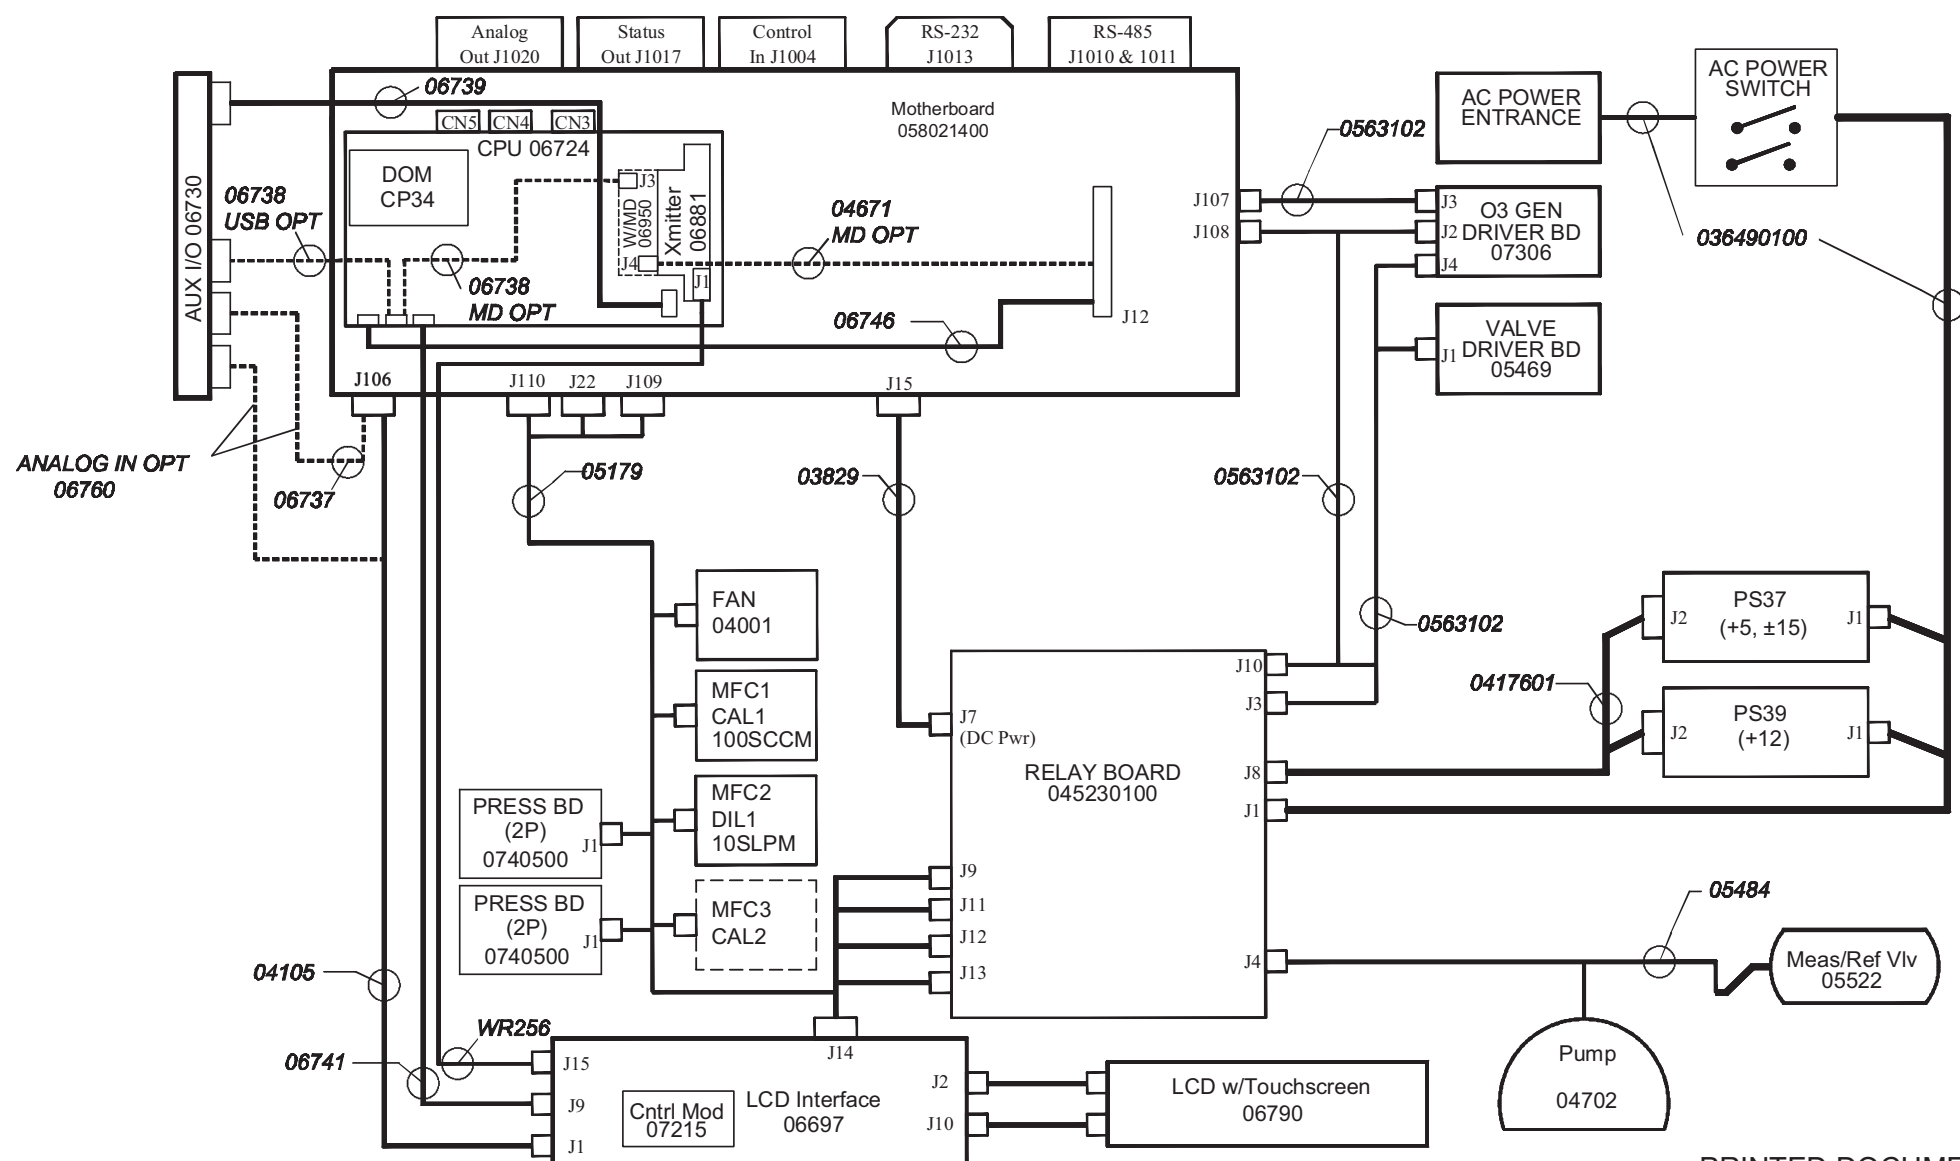 Analog
Out J1020
Status
Out J1017
Control
In J1004
RS-232
J1013
RS-485
J1010 & 1011
06739
Motherboard
058021400
AC POWER
ENTRANCE
AC POWER
SWITCH
0563102
036490100
AUX I/O 06730
CN5
CN4
CN3
CPU 06724
DOM
CP34
06738
USB OPT
J3
W/MD
06950
J4
Xmitter
06881
J1
04671
MD OPT
06738
MD OPT
06746
J12
J107
J108
J3
J2
J4
O3 GEN
DRIVER BD
07306
J1
VALVE
DRIVER BD
05469
J106
J110
J22
J109
J15
ANALOG IN OPT
06760
06737
05179
03829
0563102
0563102
FAN
04001
MFC1
CAL1
100SCCM
MFC2
DIL1
10SLPM
MFC3
CAL2
PRESS BD
(2P)
0740500
J1
PRESS BD
(2P)
0740500
J1
J7
(DC Pwr)
RELAY BOARD
045230100
J10
J3
J8
J1
J4
J9
J11
J12
J13
0417601
J2
PS37
(+5, ±15)
J1
J2
PS39
(+12)
J1
05484
Meas/Ref Vlv
05522
Pump
04702
04105
06741
WR256
J15
J9
J1
J14
Cntrl Mod
07215
LCD Interface
06697
J2
J10
LCD w/Touchscreen
06790